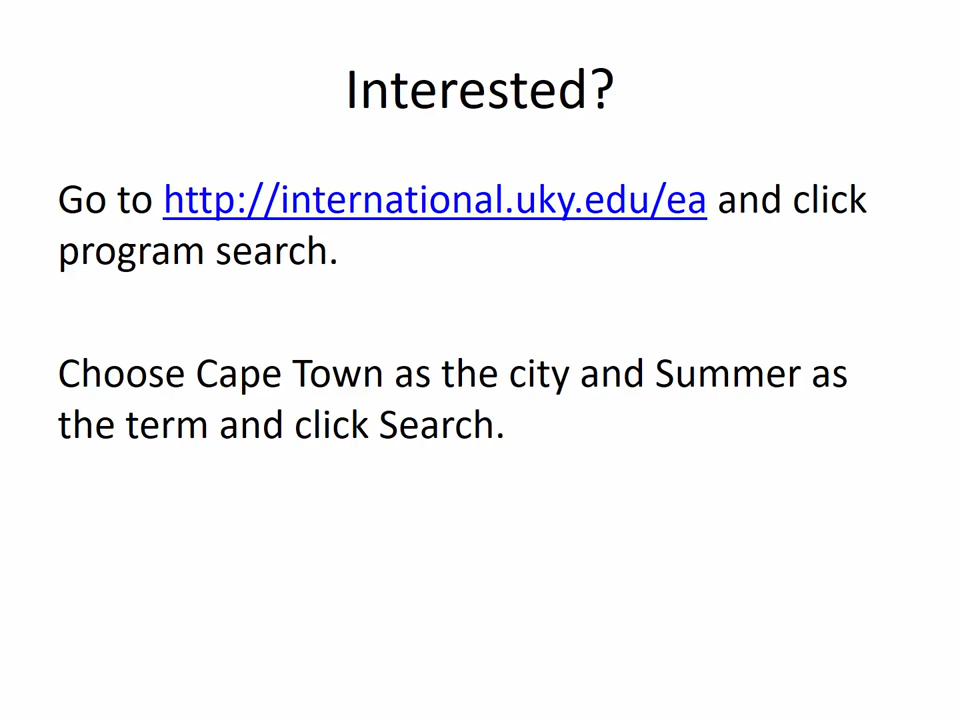 Interested?
Go to http://international.uky.edu/ea and click
program search.
Choose Cape Town as the city and Summer as
the term and click Search.